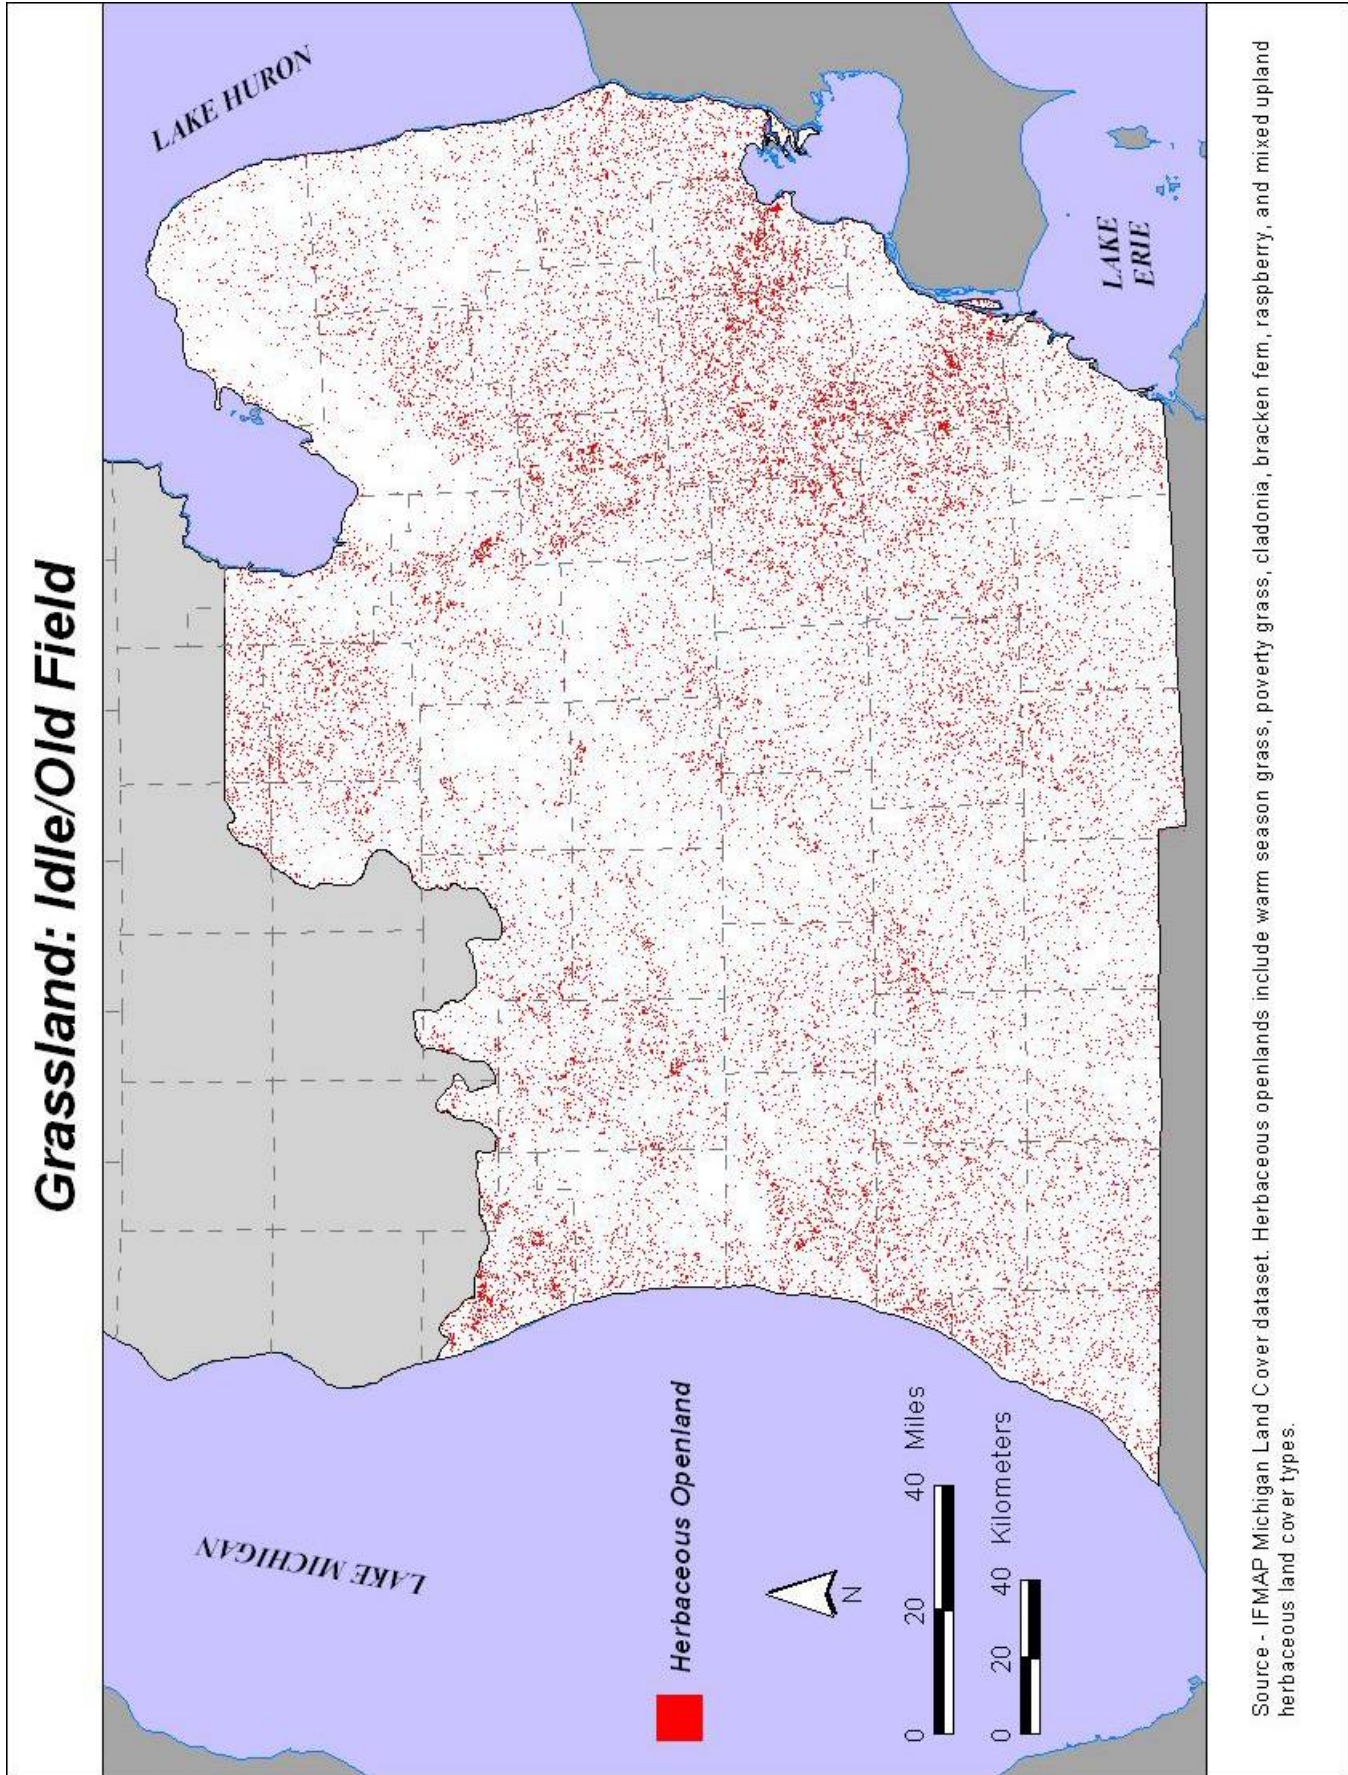 Grassland: Idle/Old Field
LAKE HURON
LAKE MICHIGAN
LAKE
ERIE
Herbaceous Openland
N
0 20 40 Miles
0 20 40 Kilometers
Source - IFMAP Michigan Land Cover dataset. Herbaceous openlands include warm season grass, poverty grass, cladonia, bracken fern, raspberry, and mixed upland
herbaceous land cover types.